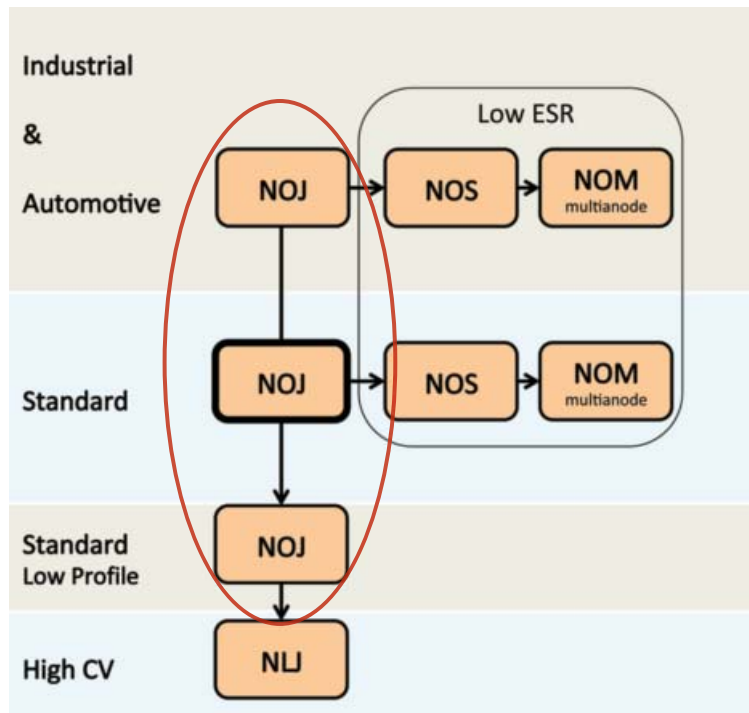 Industrial
&
Automotive
Low ESR
NOJ
NOS
NOM
multianode
Standard
NOJ
NOS
NOM
multianode
Standard
Low Profile
NOJ
High CV
NLJ